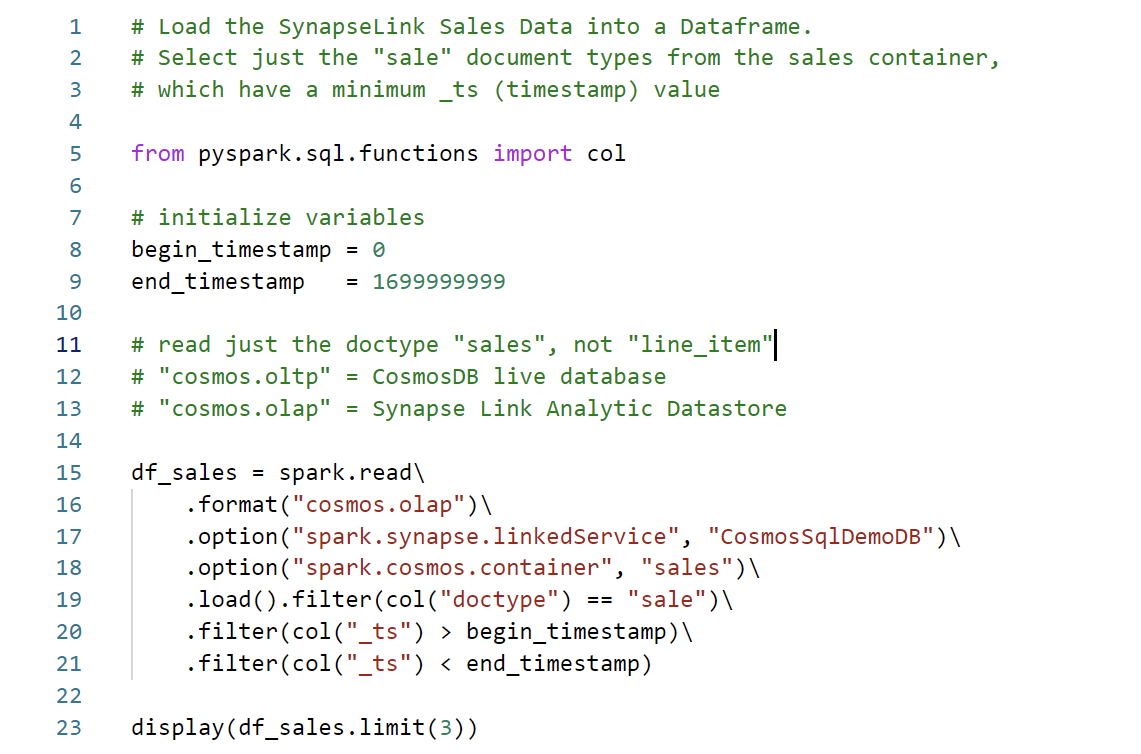 1 # Load the SynapseLink Sales Data into a Dataframe.
2 # Select just the "sale" document types from the sales container,
3 # which have a minimum _ts (timestamp) value
4
5 from pyspark.sql.functions import col
6
7 # initialize variables
8 begin_timestamp = 0
9 end_timestamp   = 1699999999
10
11 # read just the doctype "sales", not "line_item"
12 # "cosmos.oltp" = CosmosDB live database
13 # "cosmos.olap" = Synapse Link Analytic Datastore
14
15 df_sales = spark.read\
16     .format("cosmos.olap")\
17     .option("spark.synapse.linkedService", "CosmosSqlDemoDB")\
18     .option("spark.cosmos.container", "sales")\
19     .load().filter(col("doctype") == "sale")\
20     .filter(col("_ts") > begin_timestamp)\
21     .filter(col("_ts") < end_timestamp)
22
23 display(df_sales.limit(3))